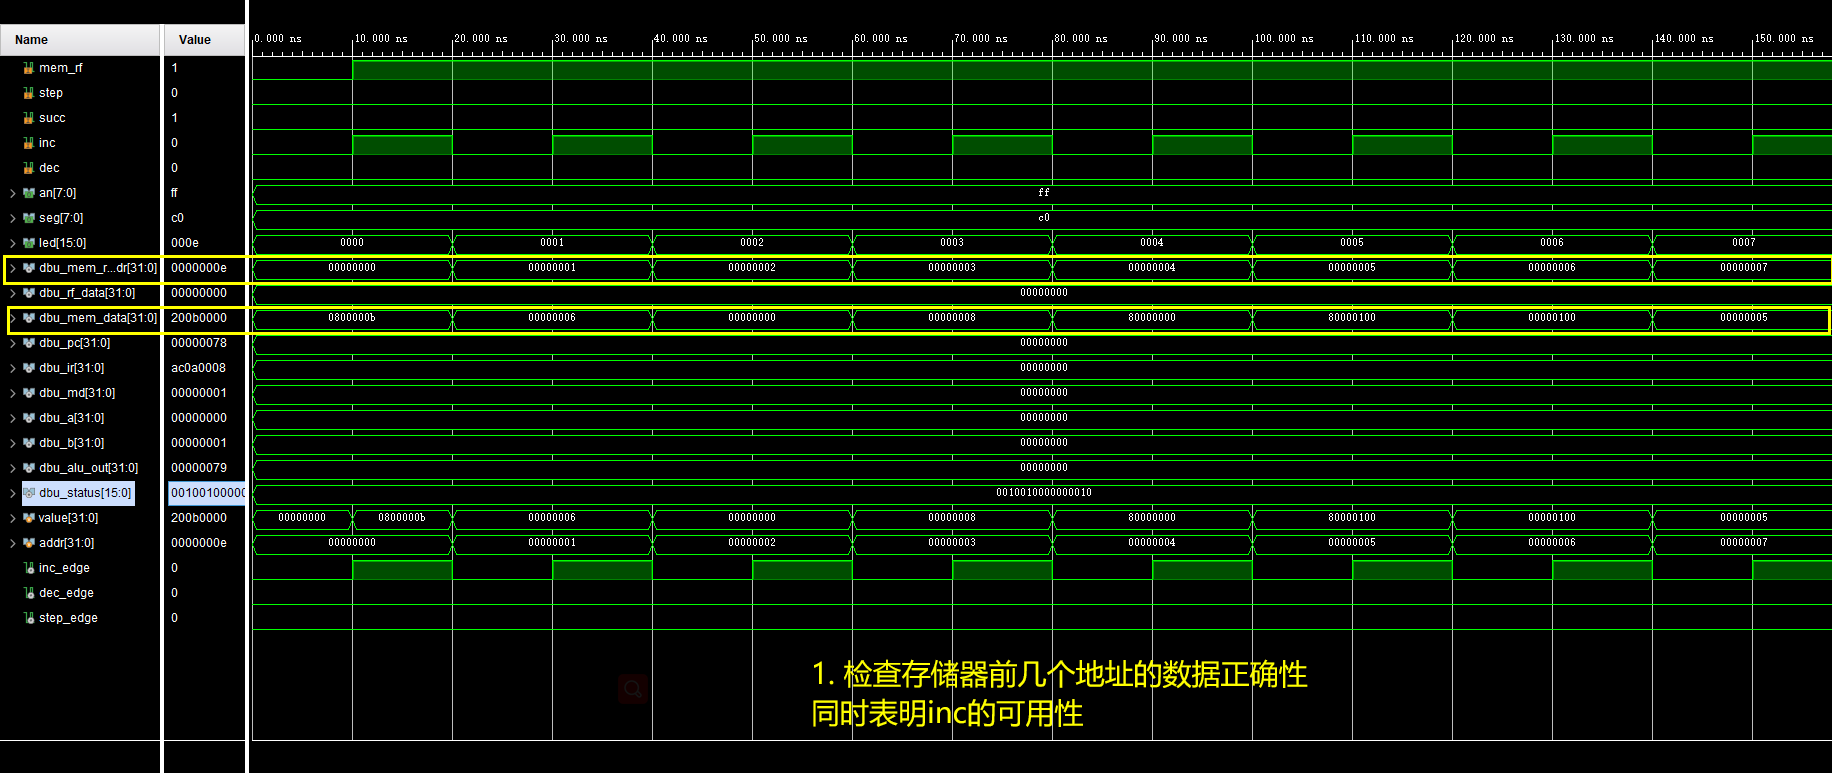 Name Value 0.000 ns 10.000 ns 20.000 ns 30.000 ns 40.000 ns 50.000 ns 60.000 ns 70.000 ns 80.000 ns 90.000 ns 100.000 ns 110.000 ns 120.000 ns 130.000 ns 140.000 ns 150.000 ns
mem_rf 1
step 0
succ 1
inc 0
dec 0
an[7:0] ff ff
seg[7:0] c0 c0
led[15:0] 000e 0000 0001 0002 0003 0004 0005 0006 0007
dbu_mem_r...dr[31:0] 0000000e 00000000 00000001 00000002 00000003 00000004 00000005 00000006 00000007
dbu_rf_data[31:0] 00000000 00000000
dbu_mem_data[31:0] 200b0000 0800000b 00000006 00000000 00000008 80000000 80000100 00000100 00000005
dbu_pc[31:0] 00000078 00000000
dbu_ir[31:0] ac0a0008 00000000
dbu_md[31:0] 00000001 00000000
dbu_a[31:0] 00000000 00000000
dbu_b[31:0] 00000001 00000000
dbu_alu_out[31:0] 00000079 00000000
dbu_status[15:0] 00100100000 0010010000000010
value[31:0] 200b0000 00000000 0800000b 00000006 00000000 00000008 80000000 80000100 00000100 00000005
addr[31:0] 0000000e 00000000 00000001 00000002 00000003 00000004 00000005 00000006 00000007
inc_edge 0
dec_edge 0
step_edge 0
1. 检查存储器前几个地址的数据正确性
同时表明inc的可用性